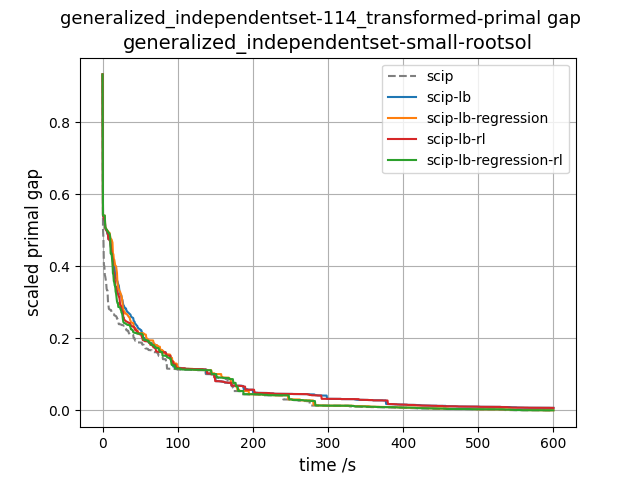 generalized_independentset-114_transformed-primal gap
generalized_independentset-small-rootsol
scip
scip-lb
scip-lb-regression
scip-lb-rl
scip-lb-regression-rl
scaled primal gap
0.8
0.6
0.4
0.2
0.0
0 100 200 300 400 500 600
time /s